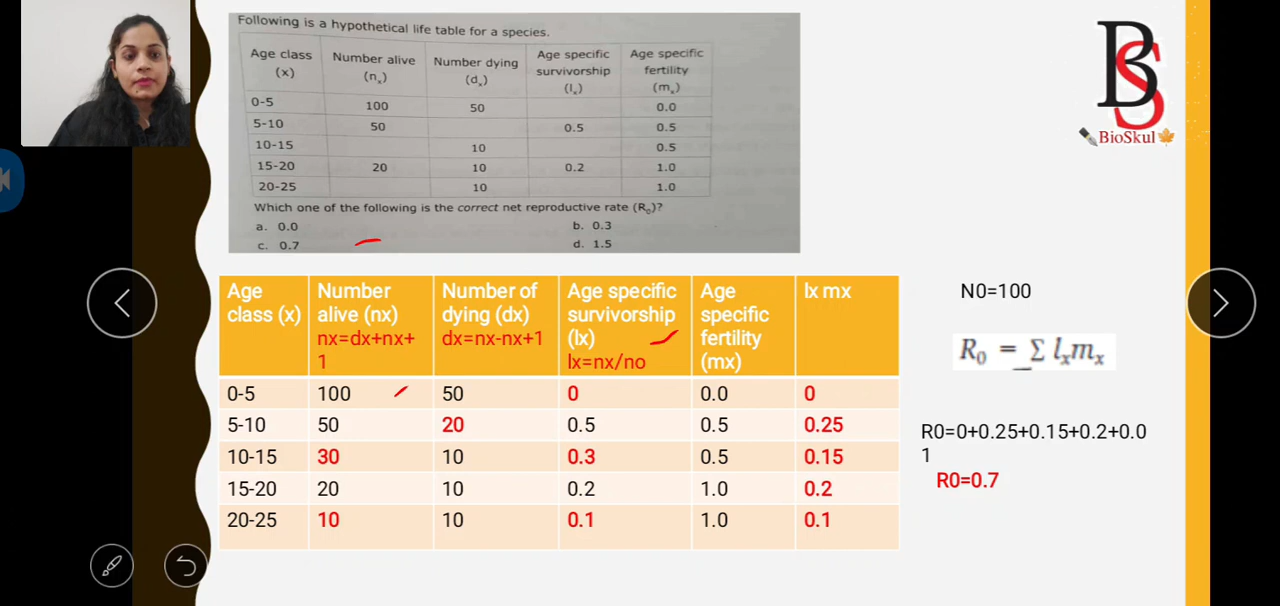 Following is a hypothetical life table for a species.
Age class (x) Number alive (nx) Number dying (dx) Age specific survivorship (lx) Age specific fertility (mx)
0-5 100 50 0.0
5-10 50 0.5 0.5
10-15 10 0.5
15-20 20 10 0.2 1.0
20-25 10 1.0
Which one of the following is the correct net reproductive rate (R0)?
a. 0.0 b. 0.3
c. 0.7 d. 1.5
BS
BioSkul
Age class (x) Number alive (nx) nx=dx+nx+1 Number of dying (dx) dx=nx-nx+1 Age specific survivorship (lx) lx=nx/no Age specific fertility (mx) lx mx
0-5 100 50 0 0.0 0
5-10 50 20 0.5 0.5 0.25
10-15 30 10 0.3 0.5 0.15
15-20 20 10 0.2 1.0 0.2
20-25 10 10 0.1 1.0 0.1
N0=100
R0 = Σ lxmx
R0=0+0.25+0.15+0.2+0.0
1
R0=0.7